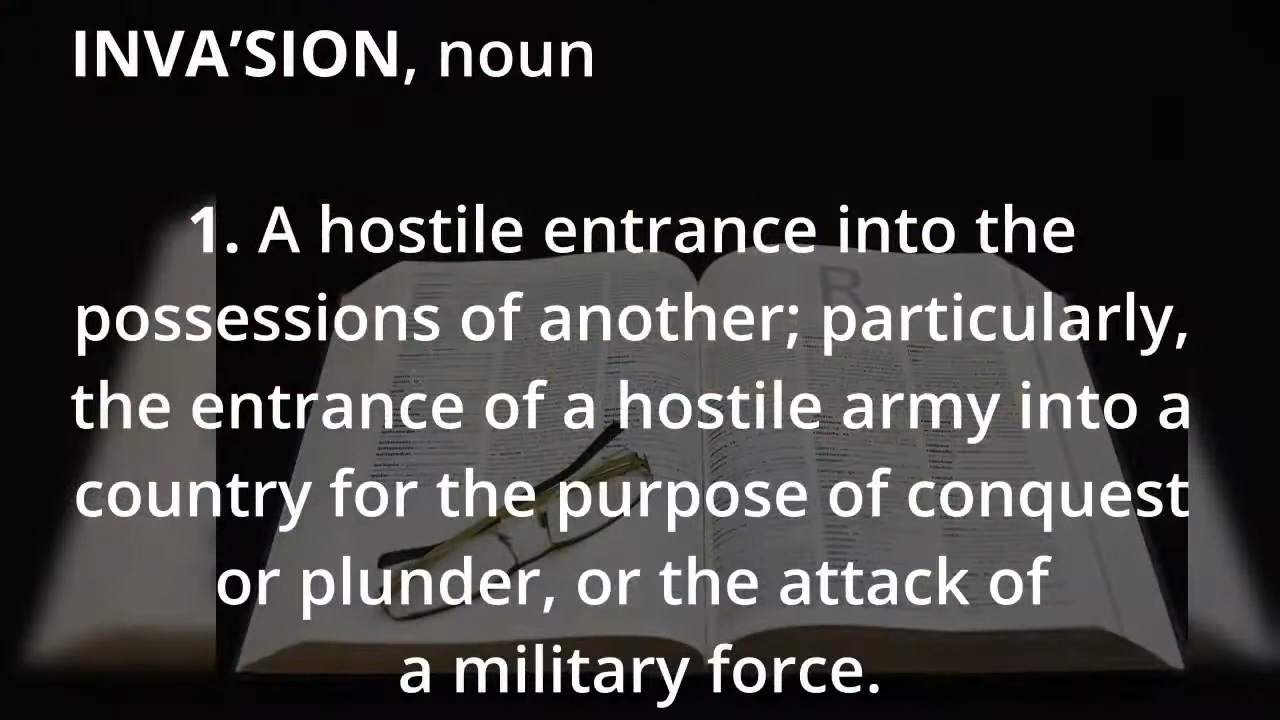 INVA’SION, noun
1. A hostile entrance into the
possessions of another; particularly,
the entrance of a hostile army into a
country for the purpose of conquest
or plunder, or the attack of
a military force.
R